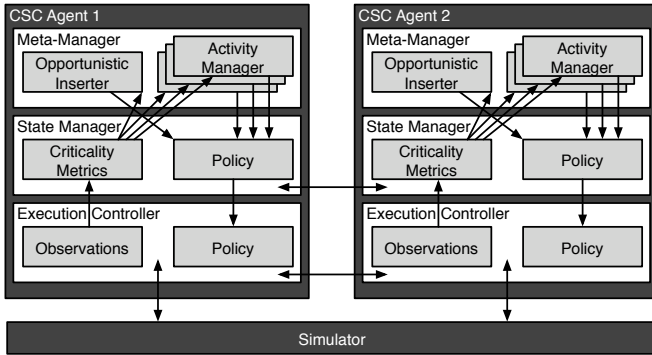 CSC Agent 1
Meta-Manager
Opportunistic
Inserter
Activity
Manager
State Manager
Criticality
Metrics
Policy
Execution Controller
Observations
Policy
CSC Agent 2
Meta-Manager
Opportunistic
Inserter
Activity
Manager
State Manager
Criticality
Metrics
Policy
Execution Controller
Observations
Policy
Simulator